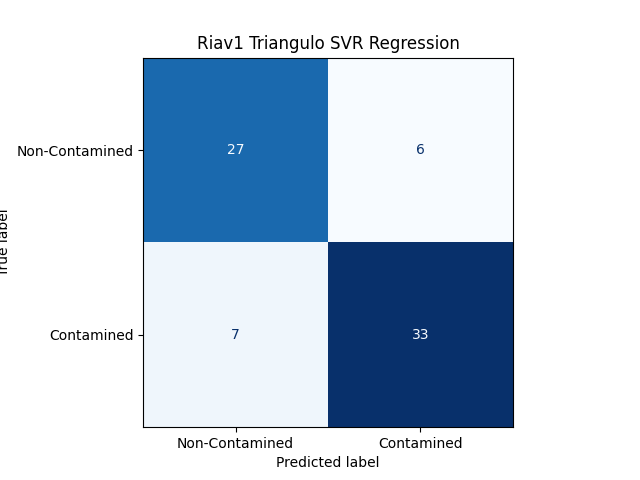 Riav1 Triangulo SVR Regression
Non-Contamined
27
6
True label
Contamined
7
33
Non-Contamined
Contamined
Predicted label